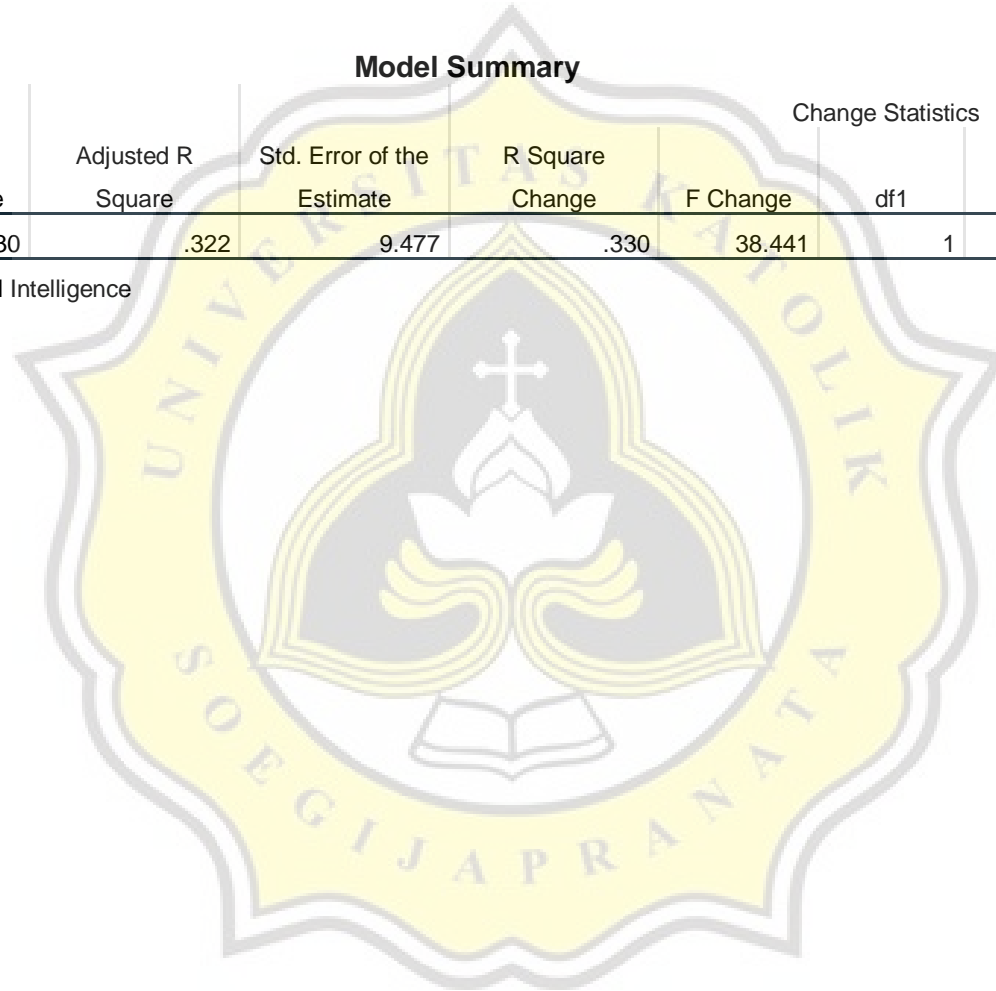 Model Summary
Change Statistics
Adjusted R Std. Error of the R Square
e Square Estimate Change F Change df1
30 .322 9.477 .330 38.441 1
l Intelligence
UNIVERSITAS KATOLIK
SOEGIJAPRANATA